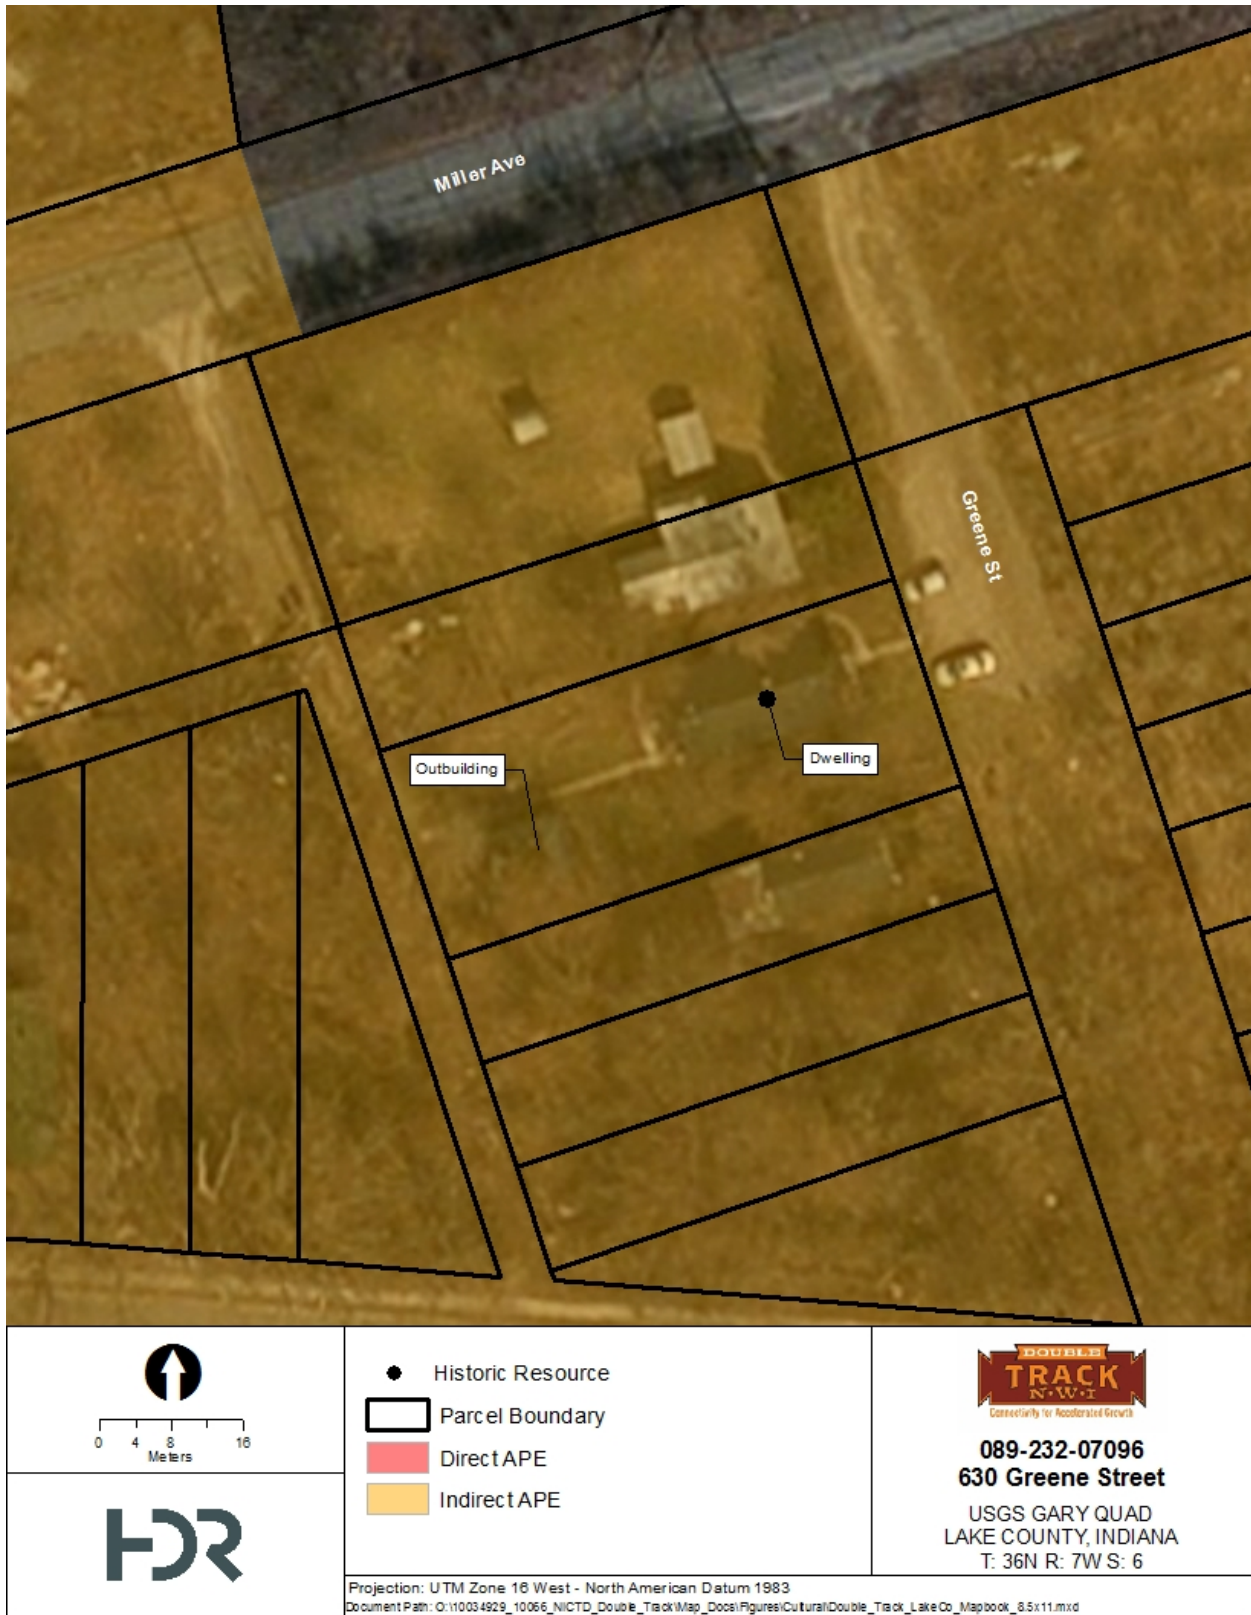 Miller Ave
Greene St
Outbuilding
Dwelling
0 4 8 16
Meters
HDR
Historic Resource
Parcel Boundary
Direct APE
Indirect APE
DOUBLE
TRACK
N·W·I
Connectivity for Accelerated Growth
089-232-07096
630 Greene Street
USGS GARY QUAD
LAKE COUNTY, INDIANA
T: 36N R: 7W S: 6
Projection: UTM Zone 16 West - North American Datum 1983
Document Path: O:\10034929_10066_NICTD_Double_Track\Map_Docs\Figures\Cultural\Double_Track_LakeCo_Mapbook_8.5x11.mxd